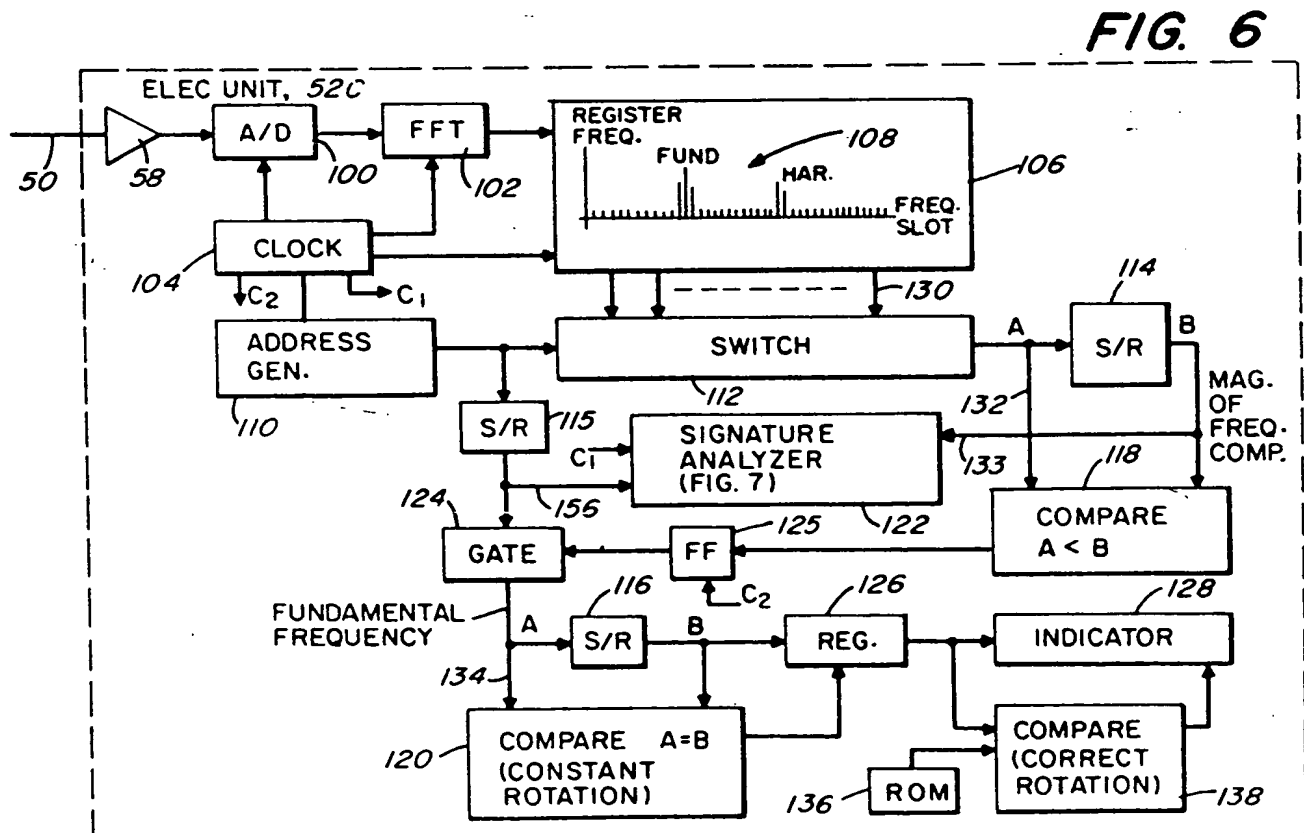 FIG. 6
ELEC UNIT, 52C
A/D
FFT
REGISTER
FREQ.
FUND
108
HAR.
FREQ.
SLOT
106
50
58
100
102
CLOCK
104
C2
C1
130
114
ADDRESS
GEN.
110
SWITCH
112
A
S/R
B
132
MAG.
OF
FREQ.
COMP.
S/R
115
C1
SIGNATURE
ANALYZER
(FIG. 7)
133
118
156
122
124
GATE
125
FF
C2
COMPARE
A < B
FUNDAMENTAL
FREQUENCY
A
116
S/R
B
126
REG.
128
INDICATOR
134
120
COMPARE A=B
(CONSTANT
ROTATION)
136
ROM
COMPARE
(CORRECT
ROTATION)
138